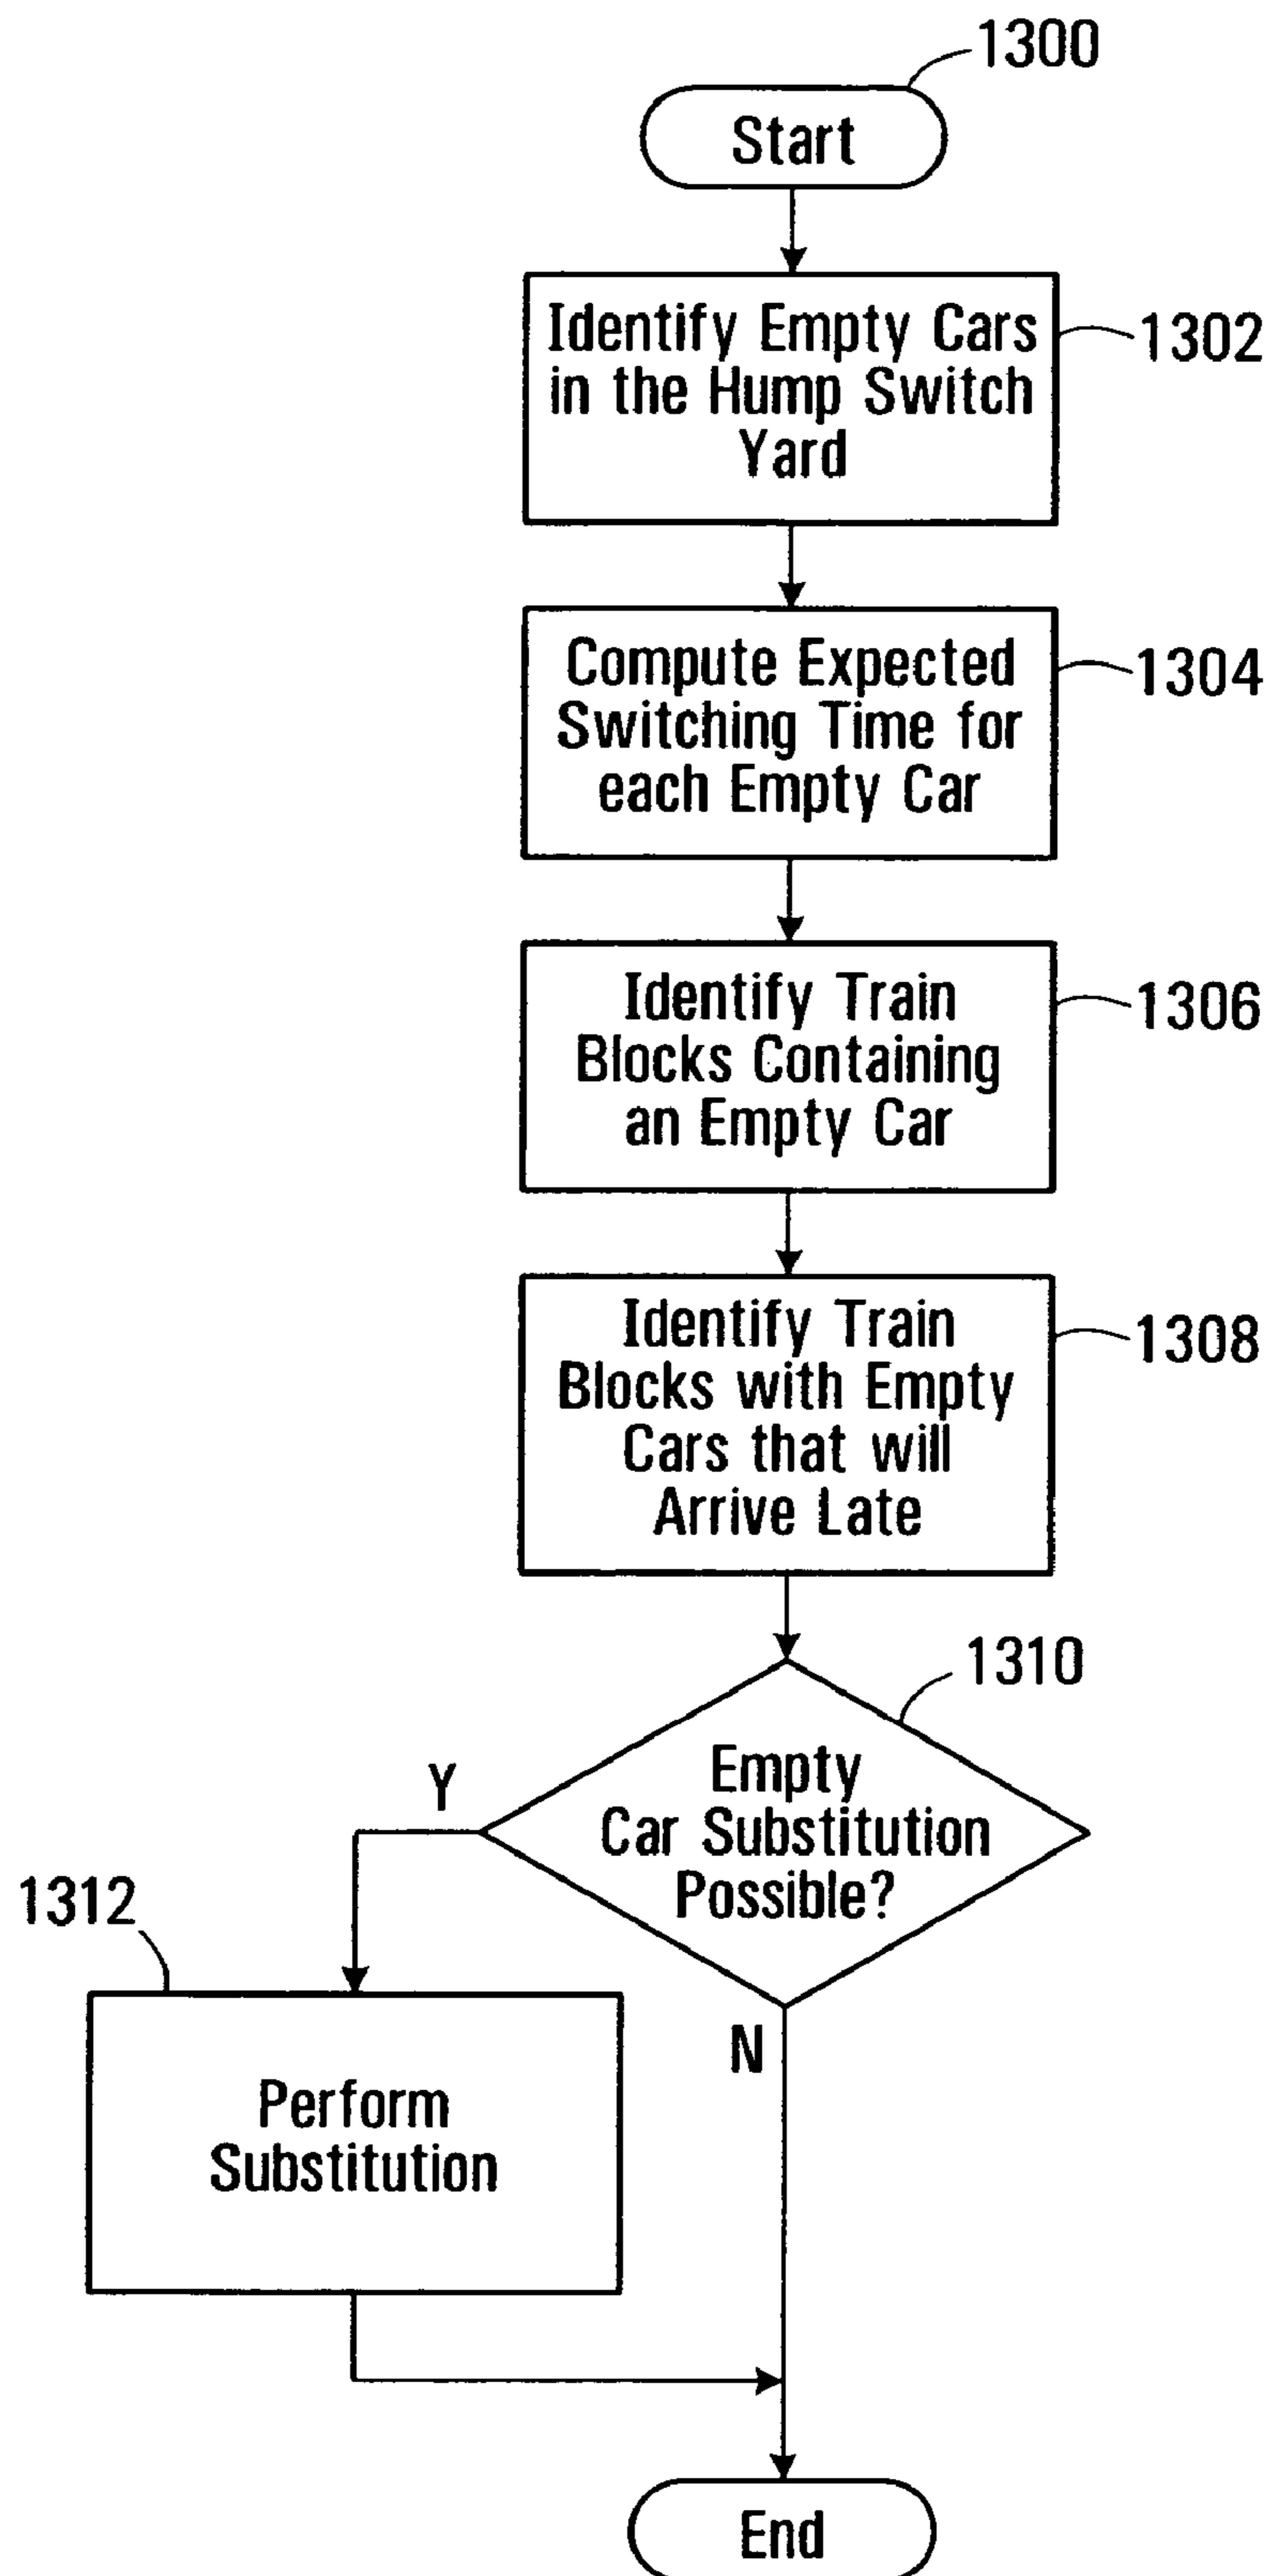 1300
Start
Identify Empty Cars
in the Hump Switch
Yard
1302
Compute Expected
Switching Time for
each Empty Car
1304
Identify Train
Blocks Containing
an Empty Car
1306
Identify Train
Blocks with Empty
Cars that will
Arrive Late
1308
1310
Empty
Car Substitution
Possible?
Y
1312
N
Perform
Substitution
End